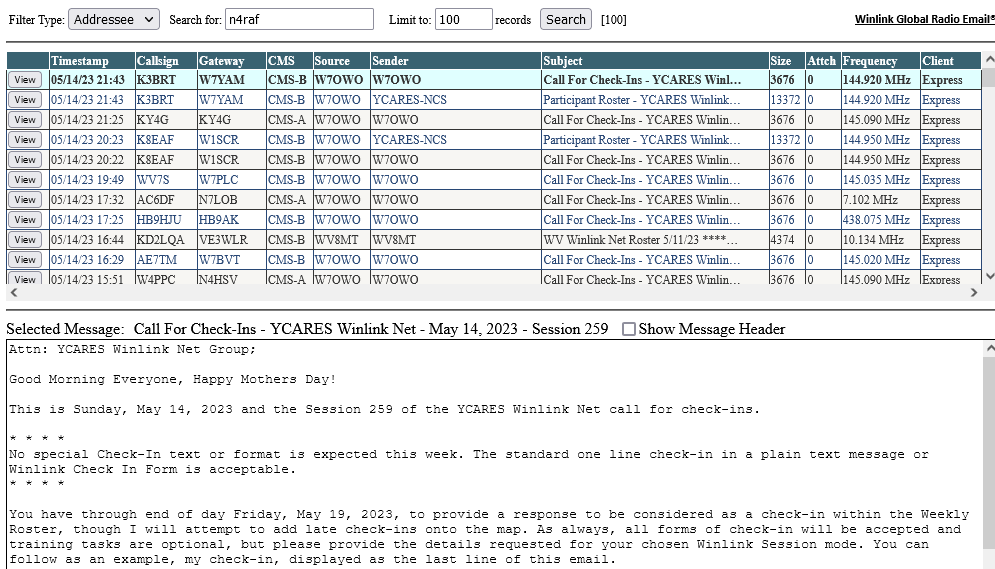 Filter Type: Addressee Search for: n4raf Limit to: 100 records Search [100] Winlink Global Radio Email®
Timestamp Callsign Gateway CMS Source Sender Subject Size Attch Frequency Client
View 05/14/23 21:43 K3BRT W7YAM CMS-B W7OWO W7OWO Call For Check-Ins - YCARES Winl… 3676 0 144.920 MHz Express
View 05/14/23 21:43 K3BRT W7YAM CMS-B W7OWO YCARES-NCS Participant Roster - YCARES Winlink… 13372 0 144.920 MHz Express
View 05/14/23 21:25 KY4G KY4G CMS-A W7OWO W7OWO Call For Check-Ins - YCARES Winlink… 3676 0 145.090 MHz Express
View 05/14/23 20:23 K8EAF W1SCR CMS-B W7OWO YCARES-NCS Participant Roster - YCARES Winlink… 13372 0 144.950 MHz Express
View 05/14/23 20:22 K8EAF W1SCR CMS-B W7OWO W7OWO Call For Check-Ins - YCARES Winlink… 3676 0 144.950 MHz Express
View 05/14/23 19:49 WV7S W7PLC CMS-B W7OWO W7OWO Call For Check-Ins - YCARES Winlink… 3676 0 145.035 MHz Express
View 05/14/23 17:32 AC6DF N7LOB CMS-A W7OWO W7OWO Call For Check-Ins - YCARES Winlink… 3676 0 7.102 MHz Express
View 05/14/23 17:25 HB9HJU HB9AK CMS-B W7OWO W7OWO Call For Check-Ins - YCARES Winlink… 3676 0 438.075 MHz Express
View 05/14/23 16:44 KD2LQA VE3WLR CMS-B WV8MT WV8MT WV Winlink Net Roster 5/11/23 ****… 4374 0 10.134 MHz Express
View 05/14/23 16:29 AE7TM W7BVT CMS-B W7OWO W7OWO Call For Check-Ins - YCARES Winlink… 3676 0 145.020 MHz Express
View 05/14/23 15:51 W4PPC N4HSV CMS-A W7OWO W7OWO Call For Check-Ins - YCARES Winlink… 3676 0 145.090 MHz Express
Selected Message: Call For Check-Ins - YCARES Winlink Net - May 14, 2023 - Session 259 Show Message Header
Attn: YCARES Winlink Net Group;
Good Morning Everyone, Happy Mothers Day!
This is Sunday, May 14, 2023 and the Session 259 of the YCARES Winlink Net call for check-ins.
* * * *
No special Check-In text or format is expected this week. The standard one line check-in in a plain text message or
Winlink Check In Form is acceptable.
* * * *
You have through end of day Friday, May 19, 2023, to provide a response to be considered as a check-in within the Weekly
Roster, though I will attempt to add late check-ins onto the map. As always, all forms of check-in will be accepted and
training tasks are optional, but please provide the details requested for your chosen Winlink Session mode. You can
follow as an example, my check-in, displayed as the last line of this email.